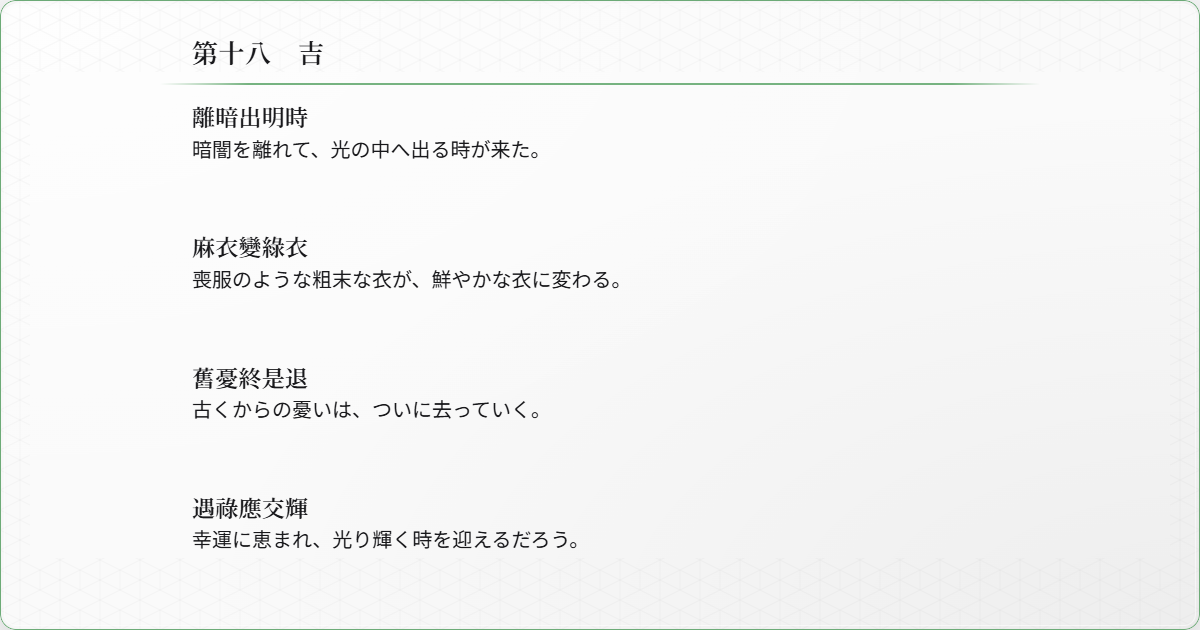 第十八　吉
離暗出明時
暗闇を離れて、光の中へ出る時が来た。
麻衣變綠衣
喪服のような粗末な衣が、鮮やかな衣に変わる。
舊憂終是退
古くからの憂いは、ついに去っていく。
遇祿應交輝
幸運に恵まれ、光り輝く時を迎えるだろう。